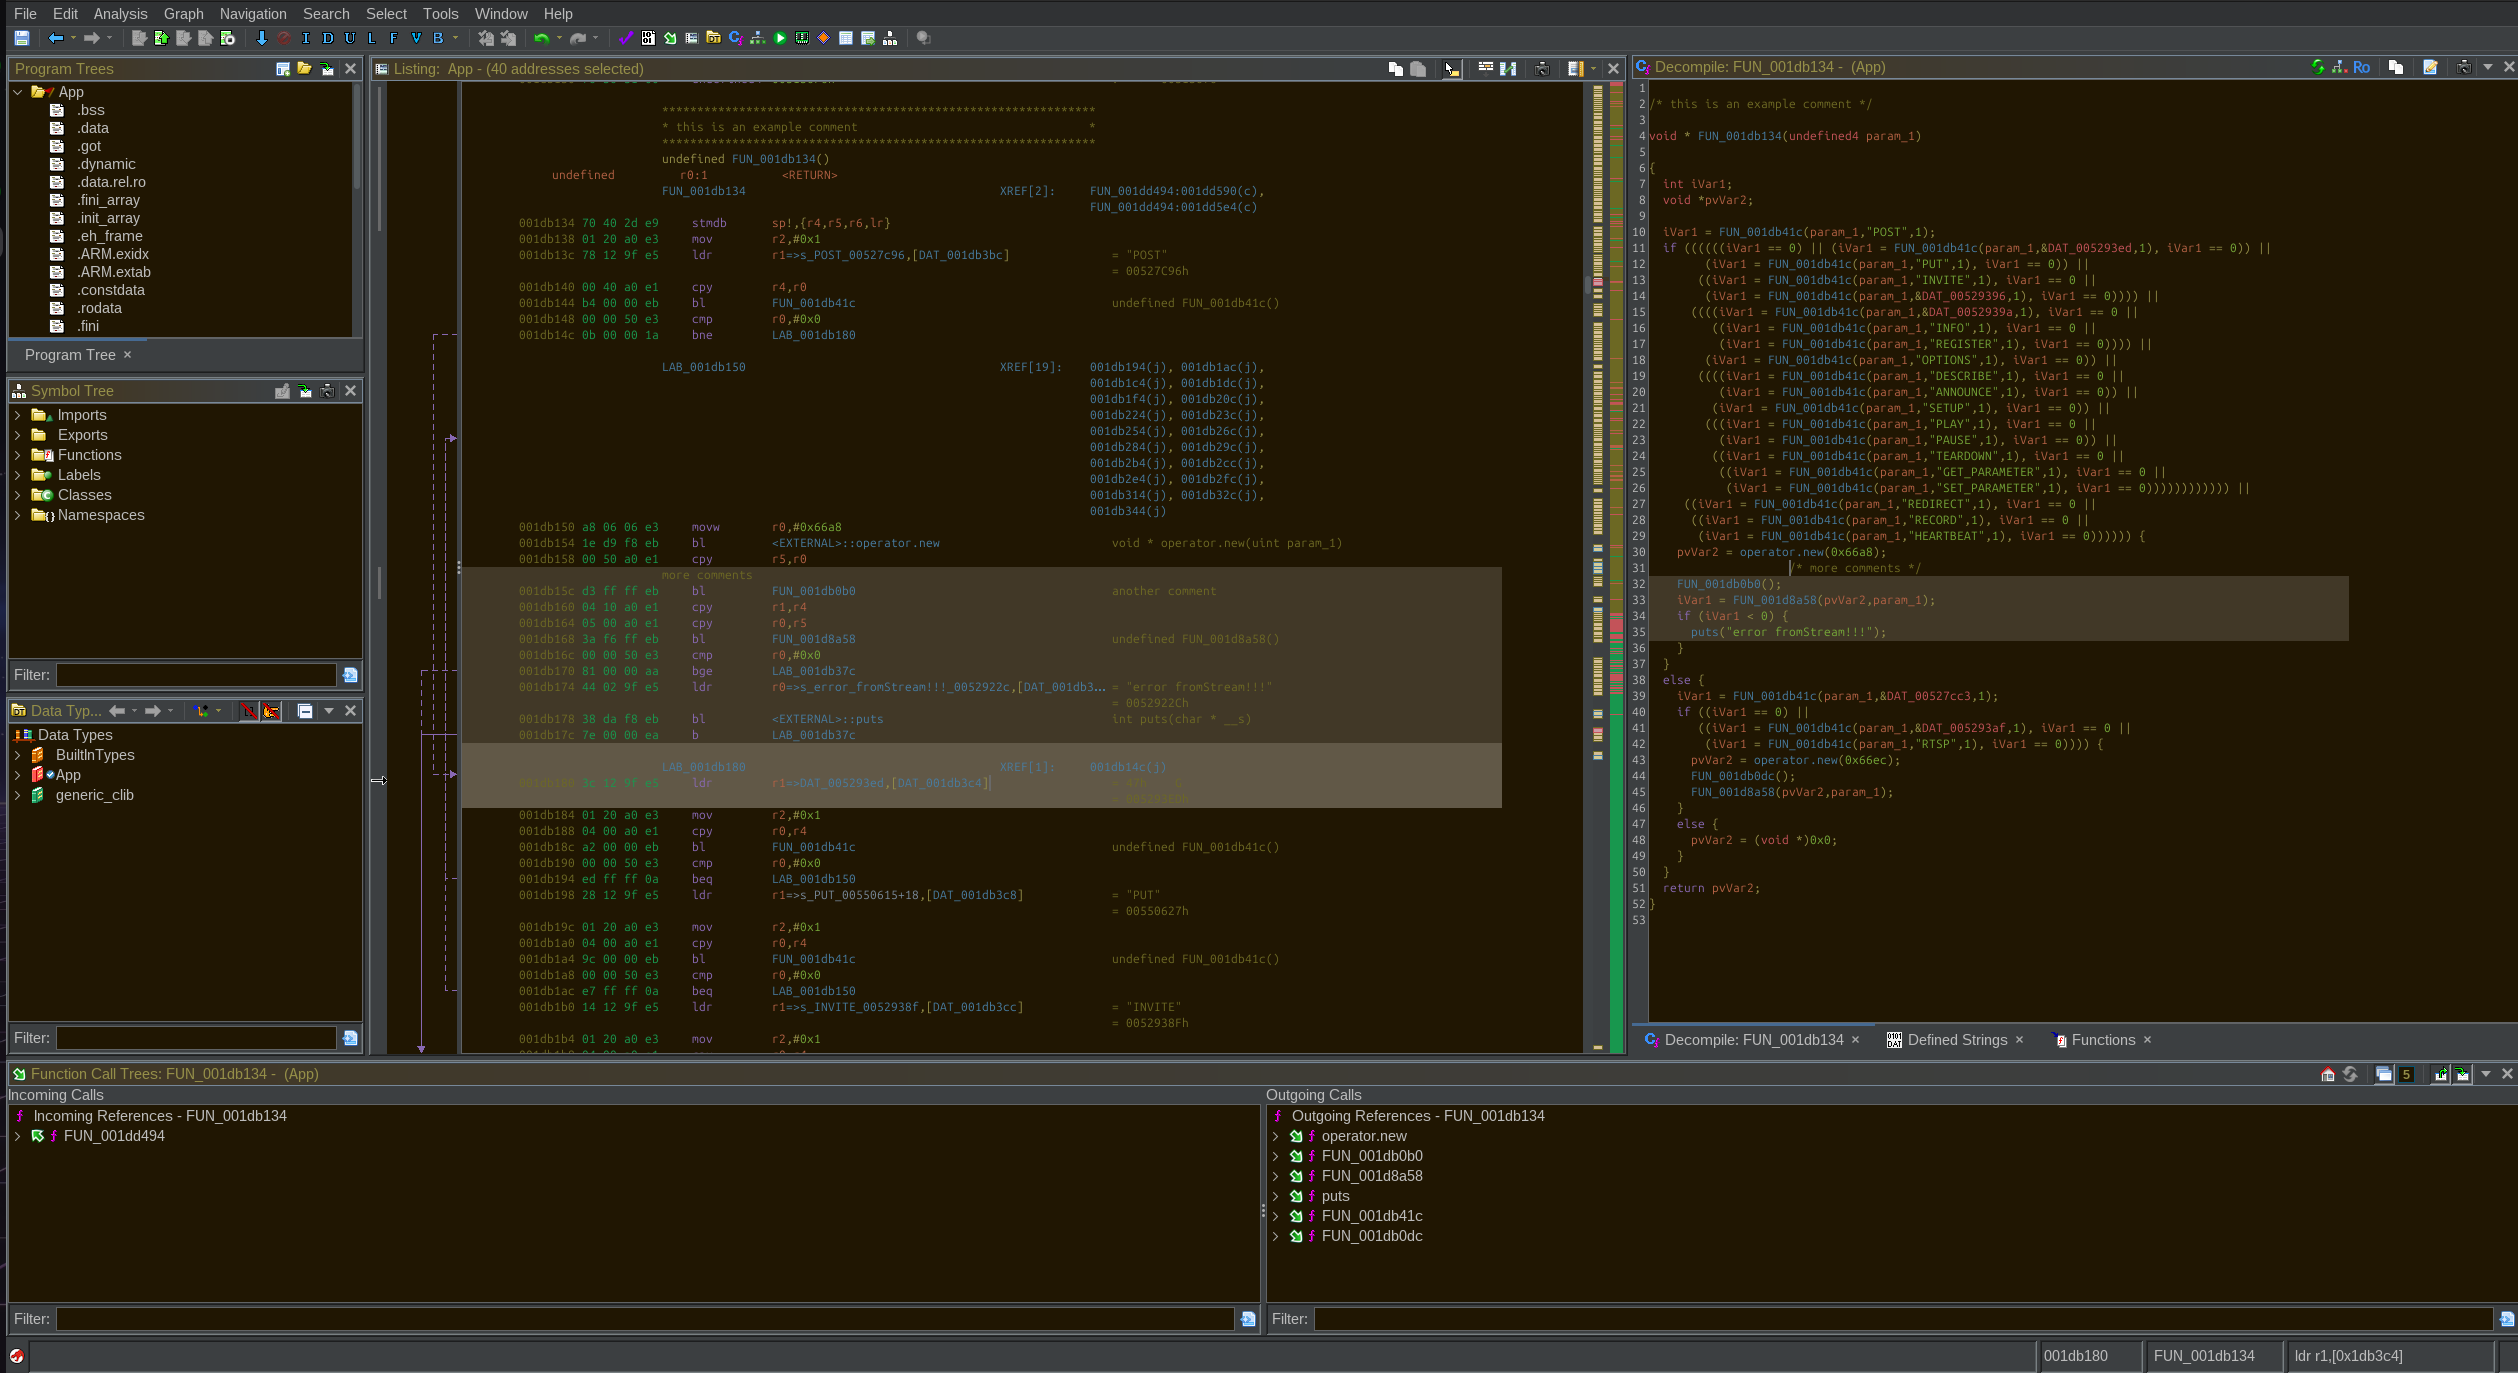 File Edit Analysis Graph Navigation Search Select Tools Window Help
I D U L F V B
Program Trees
App
.bss
.data
.got
.dynamic
.data.rel.ro
.fini_array
.init_array
.eh_frame
.ARM.exidx
.ARM.extab
.constdata
.rodata
.fini
Program Tree ×
Symbol Tree
Imports
Exports
Functions
Labels
Classes
Namespaces
Filter:
Data Typ...
Data Types
BuiltInTypes
App
generic_clib
Filter:
Listing: App - (40 addresses selected)
**************************************************************
* this is an example comment *
**************************************************************
undefined FUN_001db134()
undefined r0:1 <RETURN>
FUN_001db134 XREF[2]: FUN_001dd494:001dd590(c),
FUN_001dd494:001dd5e4(c)
001db134 70 40 2d e9 stmdb sp!,{r4,r5,r6,lr}
001db138 01 20 a0 e3 mov r2,#0x1
001db13c 78 12 9f e5 ldr r1=>s_POST_00527c96,[DAT_001db3bc] = "POST"
= 00527C96h
001db140 00 40 a0 e1 cpy r4,r0
001db144 b4 00 00 eb bl FUN_001db41c undefined FUN_001db41c()
001db148 00 00 50 e3 cmp r0,#0x0
001db14c 0b 00 00 1a bne LAB_001db180
LAB_001db150 XREF[19]: 001db194(j), 001db1ac(j),
001db1c4(j), 001db1dc(j),
001db1f4(j), 001db20c(j),
001db224(j), 001db23c(j),
001db254(j), 001db26c(j),
001db284(j), 001db29c(j),
001db2b4(j), 001db2cc(j),
001db2e4(j), 001db2fc(j),
001db314(j), 001db32c(j),
001db344(j)
001db150 a8 06 06 e3 movw r0,#0x66a8
001db154 1e d9 f8 eb bl <EXTERNAL>::operator.new void * operator.new(uint param_1)
001db158 00 50 a0 e1 cpy r5,r0
more comments
001db15c d3 ff ff eb bl FUN_001db0b0 another comment
001db160 04 10 a0 e1 cpy r1,r4
001db164 05 00 a0 e1 cpy r0,r5
001db168 3a f6 ff eb bl FUN_001d8a58 undefined FUN_001d8a58()
001db16c 00 00 50 e3 cmp r0,#0x0
001db170 81 00 00 aa bge LAB_001db37c
001db174 44 02 9f e5 ldr r0=>s_error_fromStream!!!_0052922c,[DAT_001db3... = "error fromStream!!!"
= 0052922Ch
001db178 38 da f8 eb bl <EXTERNAL>::puts int puts(char * __s)
001db17c 7e 00 00 ea b LAB_001db37c
LAB_001db180 XREF[1]: 001db14c(j)
001db180 3c 12 9f e5 ldr r1=>DAT_005293ed,[DAT_001db3c4]
001db184 01 20 a0 e3 mov r2,#0x1
001db188 04 00 a0 e1 cpy r0,r4
001db18c a2 00 00 eb bl FUN_001db41c undefined FUN_001db41c()
001db190 00 00 50 e3 cmp r0,#0x0
001db194 ed ff ff 0a beq LAB_001db150
001db198 28 12 9f e5 ldr r1=>s_PUT_00550615+18,[DAT_001db3c8] = "PUT"
= 00550627h
001db19c 01 20 a0 e3 mov r2,#0x1
001db1a0 04 00 a0 e1 cpy r0,r4
001db1a4 9c 00 00 eb bl FUN_001db41c undefined FUN_001db41c()
001db1a8 00 00 50 e3 cmp r0,#0x0
001db1ac e7 ff ff 0a beq LAB_001db150
001db1b0 14 12 9f e5 ldr r1=>s_INVITE_0052938f,[DAT_001db3cc] = "INVITE"
= 0052938Fh
001db1b4 01 20 a0 e3 mov r2,#0x1
Decompile: FUN_001db134 - (App)
Ro
1
2 /* this is an example comment */
3
4 void * FUN_001db134(undefined4 param_1)
5
6 {
7 int iVar1;
8 void *pvVar2;
9
10 iVar1 = FUN_001db41c(param_1,"POST",1);
11 if ((((((iVar1 == 0) || (iVar1 = FUN_001db41c(param_1,&DAT_005293ed,1), iVar1 == 0)) ||
12 (iVar1 = FUN_001db41c(param_1,"PUT",1), iVar1 == 0)) ||
13 ((iVar1 = FUN_001db41c(param_1,"INVITE",1), iVar1 == 0 ||
14 (iVar1 = FUN_001db41c(param_1,&DAT_00529396,1), iVar1 == 0)))) ||
15 ((((iVar1 = FUN_001db41c(param_1,&DAT_0052939a,1), iVar1 == 0 ||
16 ((iVar1 = FUN_001db41c(param_1,"INFO",1), iVar1 == 0 ||
17 (iVar1 = FUN_001db41c(param_1,"REGISTER",1), iVar1 == 0)))) ||
18 (iVar1 = FUN_001db41c(param_1,"OPTIONS",1), iVar1 == 0)) ||
19 ((((iVar1 = FUN_001db41c(param_1,"DESCRIBE",1), iVar1 == 0 ||
20 (iVar1 = FUN_001db41c(param_1,"ANNOUNCE",1), iVar1 == 0)) ||
21 (iVar1 = FUN_001db41c(param_1,"SETUP",1), iVar1 == 0)) ||
22 (((iVar1 = FUN_001db41c(param_1,"PLAY",1), iVar1 == 0 ||
23 (iVar1 = FUN_001db41c(param_1,"PAUSE",1), iVar1 == 0)) ||
24 ((iVar1 = FUN_001db41c(param_1,"TEARDOWN",1), iVar1 == 0 ||
25 ((iVar1 = FUN_001db41c(param_1,"GET_PARAMETER",1), iVar1 == 0 ||
26 (iVar1 = FUN_001db41c(param_1,"SET_PARAMETER",1), iVar1 == 0)))))))))))) ||
27 ((iVar1 = FUN_001db41c(param_1,"REDIRECT",1), iVar1 == 0 ||
28 ((iVar1 = FUN_001db41c(param_1,"RECORD",1), iVar1 == 0 ||
29 (iVar1 = FUN_001db41c(param_1,"HEARTBEAT",1), iVar1 == 0)))))) {
30 pvVar2 = operator.new(0x66a8);
31 /* more comments */
32 FUN_001db0b0();
33 iVar1 = FUN_001d8a58(pvVar2,param_1);
34 if (iVar1 < 0) {
35 puts("error fromStream!!!");
36 }
37 }
38 else {
39 iVar1 = FUN_001db41c(param_1,&DAT_00527cc3,1);
40 if ((iVar1 == 0) ||
41 ((iVar1 = FUN_001db41c(param_1,&DAT_005293af,1), iVar1 == 0 ||
42 (iVar1 = FUN_001db41c(param_1,"RTSP",1), iVar1 == 0)))) {
43 pvVar2 = operator.new(0x66ec);
44 FUN_001db0dc();
45 FUN_001d8a58(pvVar2,param_1);
46 }
47 else {
48 pvVar2 = (void *)0x0;
49 }
50 }
51 return pvVar2;
52 }
53
Decompile: FUN_001db134 × Defined Strings × Functions ×
Function Call Trees: FUN_001db134 - (App)
5
Incoming Calls
Incoming References - FUN_001db134
FUN_001dd494
Filter:
Outgoing Calls
Outgoing References - FUN_001db134
operator.new
FUN_001db0b0
FUN_001d8a58
puts
FUN_001db41c
FUN_001db0dc
Filter:
001db180 FUN_001db134 ldr r1,[0x1db3c4]